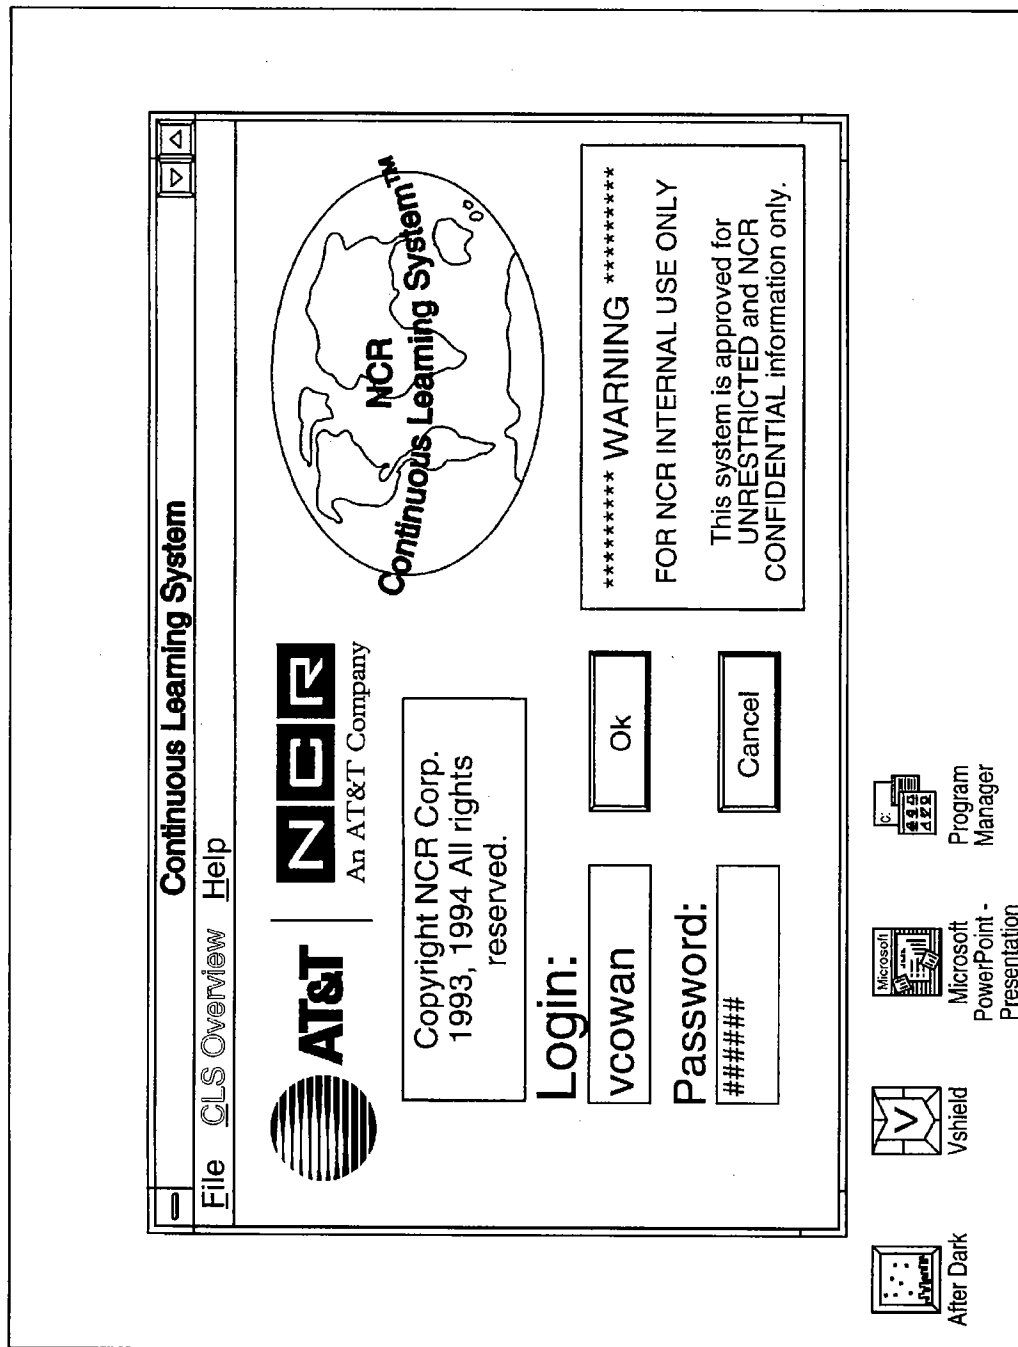 Continuous Learning System
File CLS Overview Help
AT&T
NCR
An AT&T Company
NCR
Continuous Learning System™
Copyright NCR Corp.
1993, 1994 All rights
reserved.
Login:
vcowan
Ok
Password:
######
Cancel
********** WARNING *********
FOR NCR INTERNAL USE ONLY
This system is approved for
UNRESTRICTED and NCR
CONFIDENTIAL information only.
After Dark
V
Vshield
Microsoft
Microsoft
PowerPoint -
Presentation
c:
Program
Manager